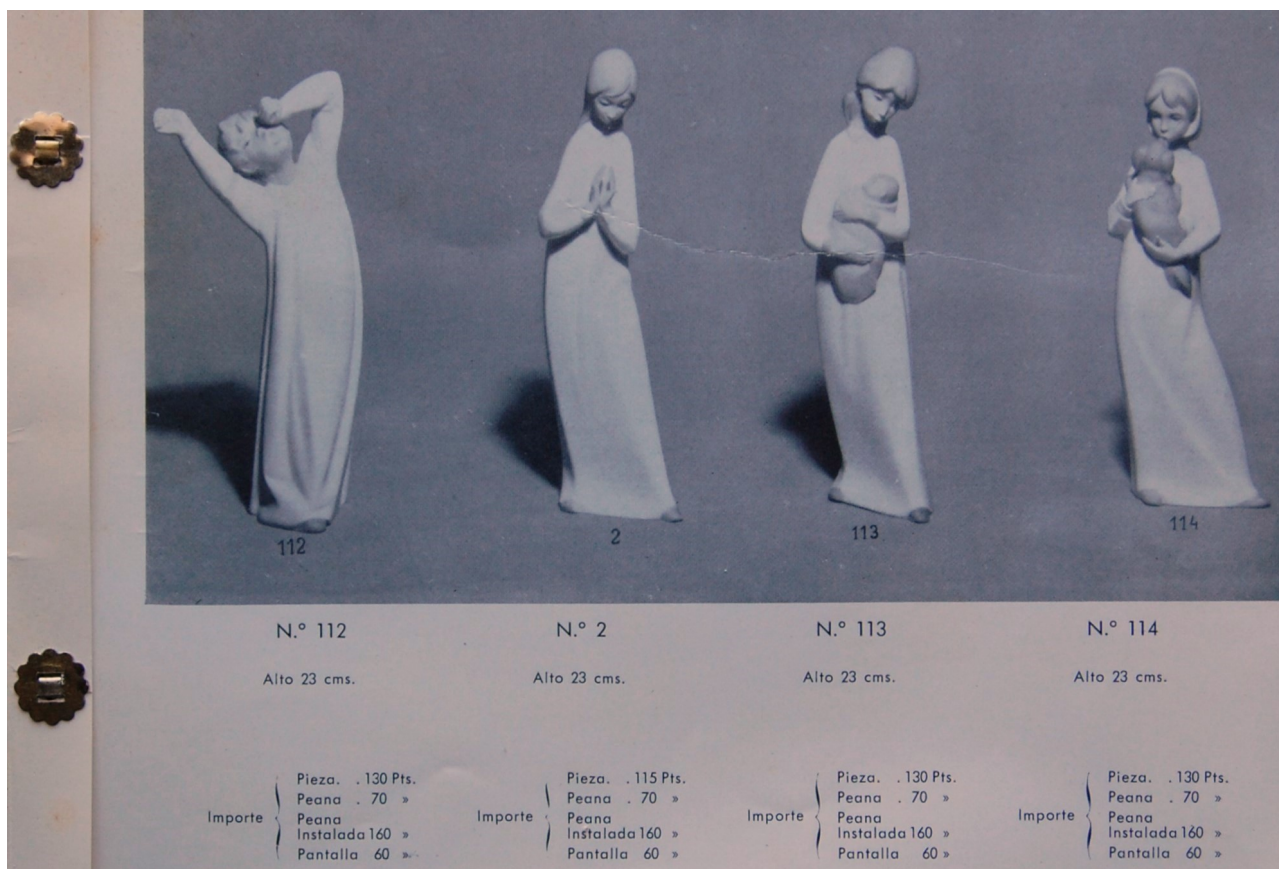 112
2
113
114
N.º 112
N.º 2
N.º 113
N.º 114
Alto 23 cms.
Alto 23 cms.
Alto 23 cms.
Alto 23 cms.
Importe
Pieza. . 130 Pts.
Peana . 70 »
Peana
Instalada 160 »
Pantalla 60 »
Importe
Pieza. . 115 Pts.
Peana . 70 »
Peana
Instalada 160 »
Pantalla 60 »
Importe
Pieza. . 130 Pts.
Peana . 70 »
Peana
Instalada 160 »
Pantalla 60 »
Importe
Pieza. . 130 Pts.
Peana . 70 »
Peana
Instalada 160 »
Pantalla 60 »